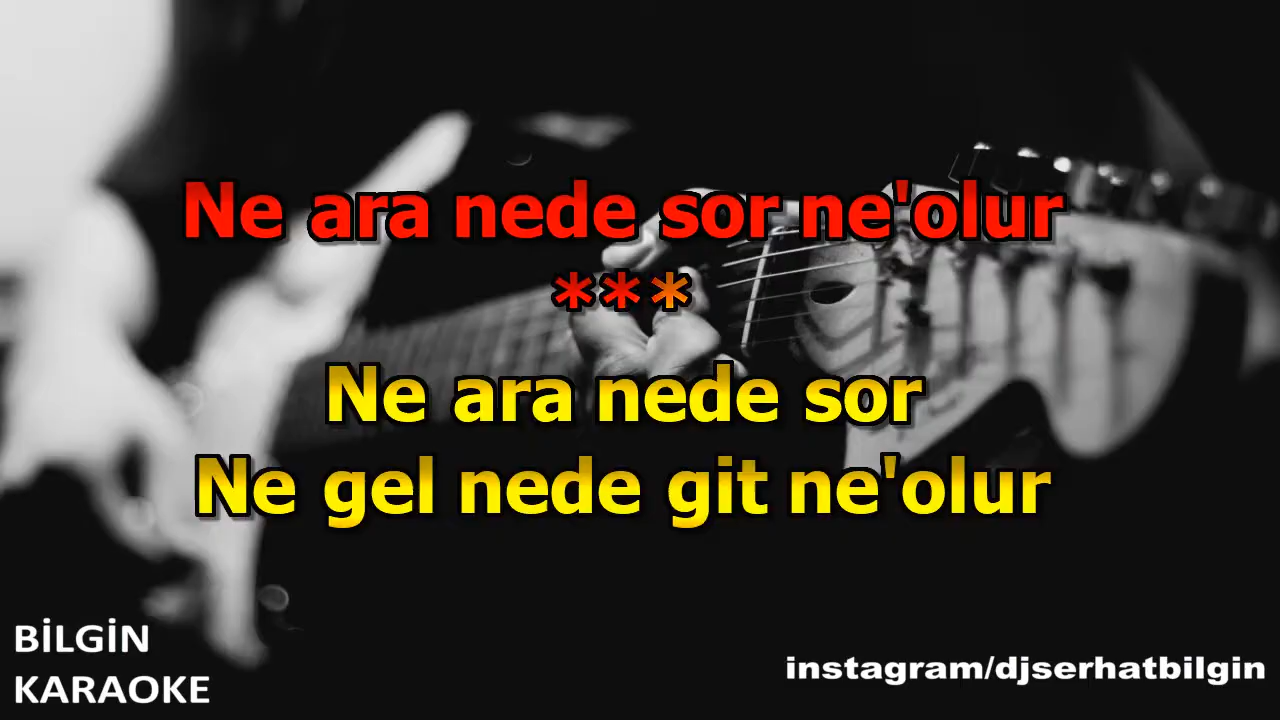 Ne ara nede sor ne'olur
***
Ne ara nede sor
Ne gel nede git ne'olur
BİLGİN
KARAOKE
instagram/djserhatbilgin